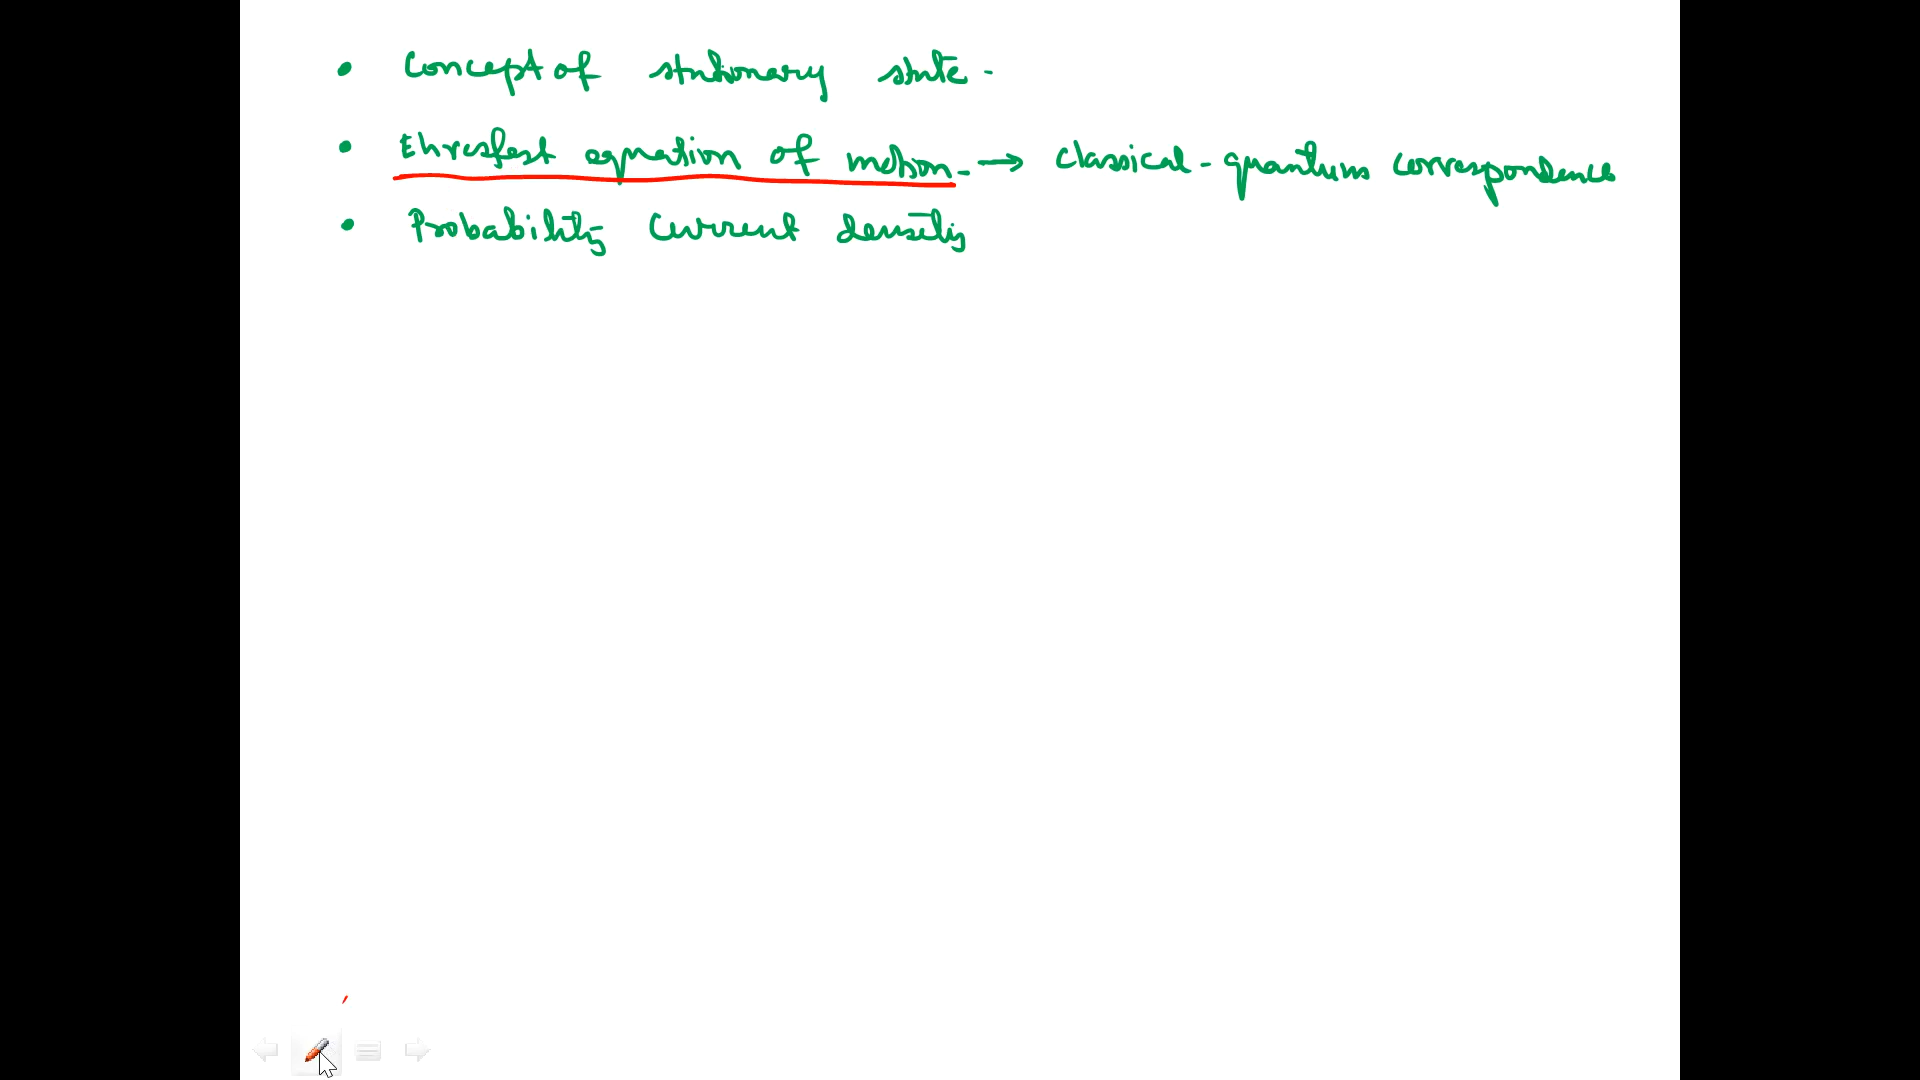 • Concept of stationary state.
• Ehrenfest equation of motion. → classical-quantum correspondence
• Probability Current density